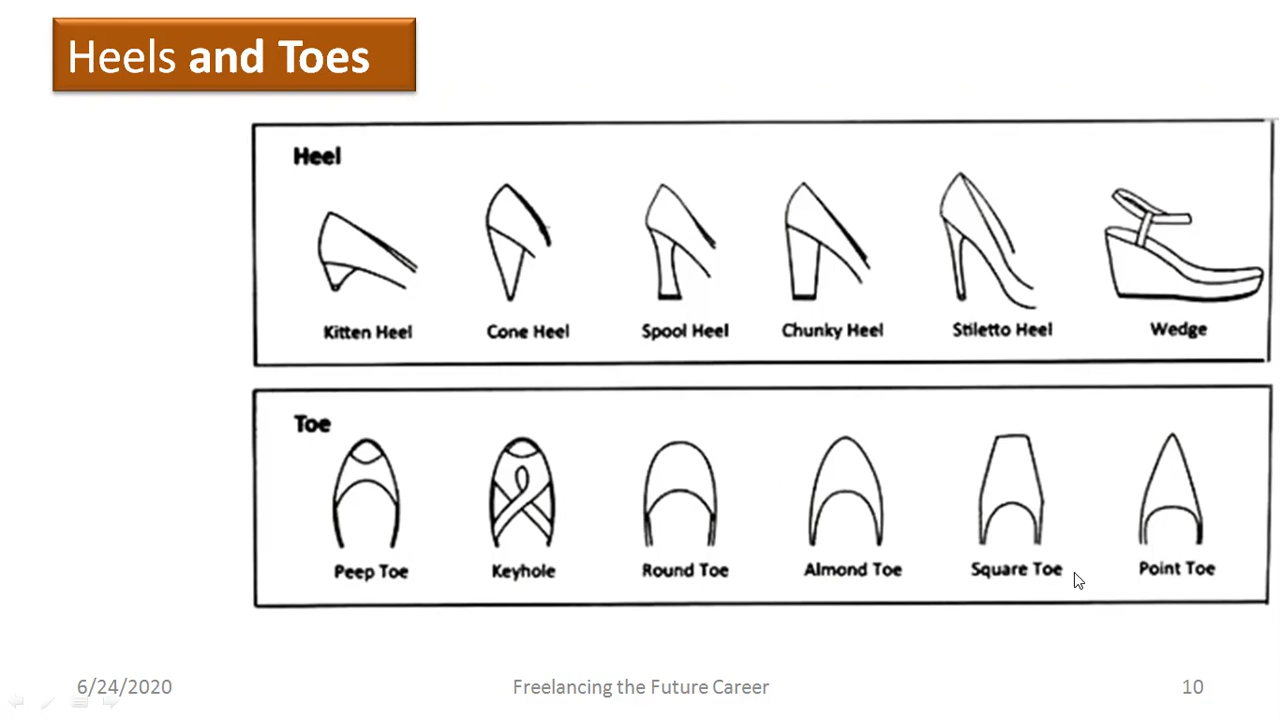 Heels and Toes
Heel
Kitten Heel
Cone Heel
Spool Heel
Chunky Heel
Stiletto Heel
Wedge
Toe
Peep Toe
Keyhole
Round Toe
Almond Toe
Square Toe
Point Toe
6/24/2020
Freelancing the Future Career
10